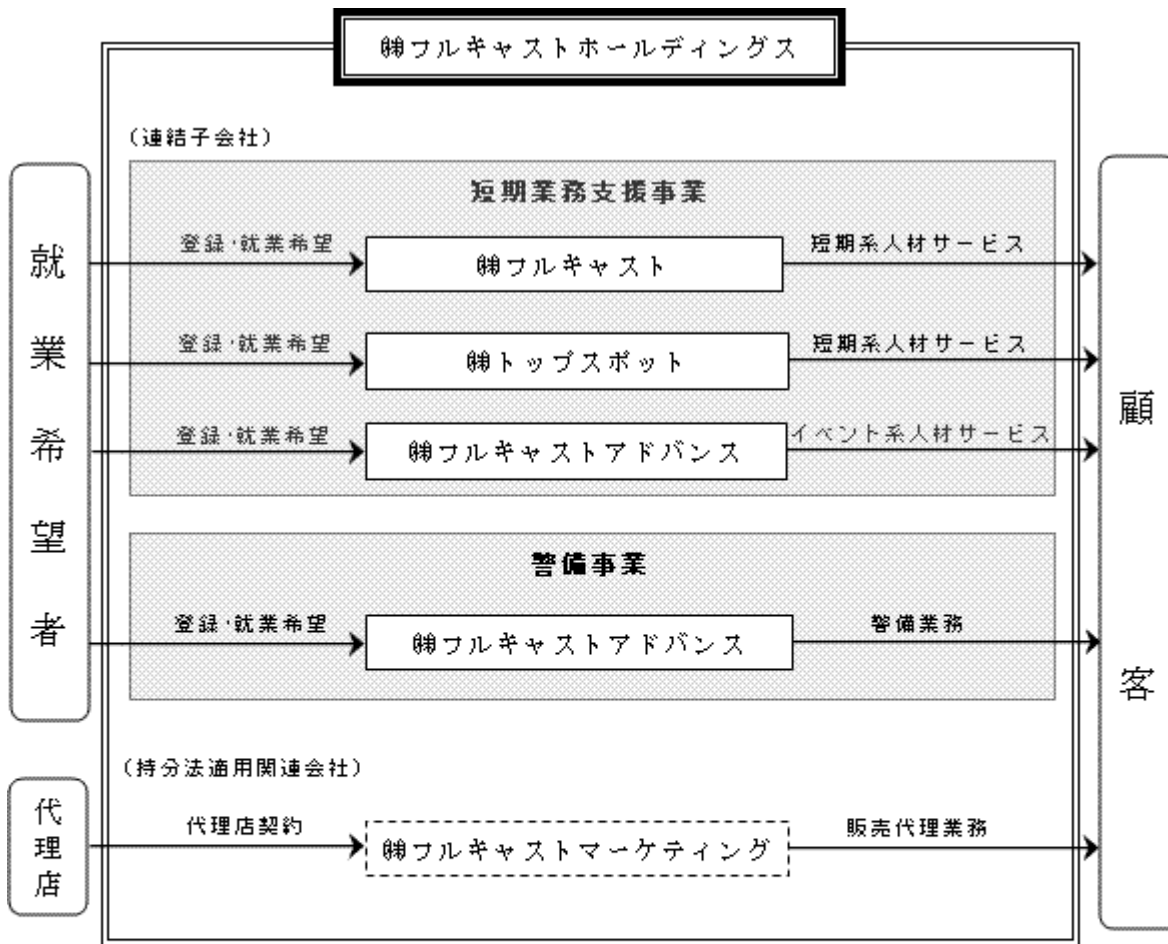 ㈱フルキャストホールディングス
（連結子会社）
短期業務支援事業
就業希望者
登録・就業希望
㈱フルキャスト
短期系人材サービス
登録・就業希望
㈱トップスポット
短期系人材サービス
登録・就業希望
㈱フルキャストアドバンス
イベント系人材サービス
顧客
警備事業
登録・就業希望
㈱フルキャストアドバンス
警備業務
（持分法適用関連会社）
代理店
代理店契約
㈱フルキャストマーケティング
販売代理業務